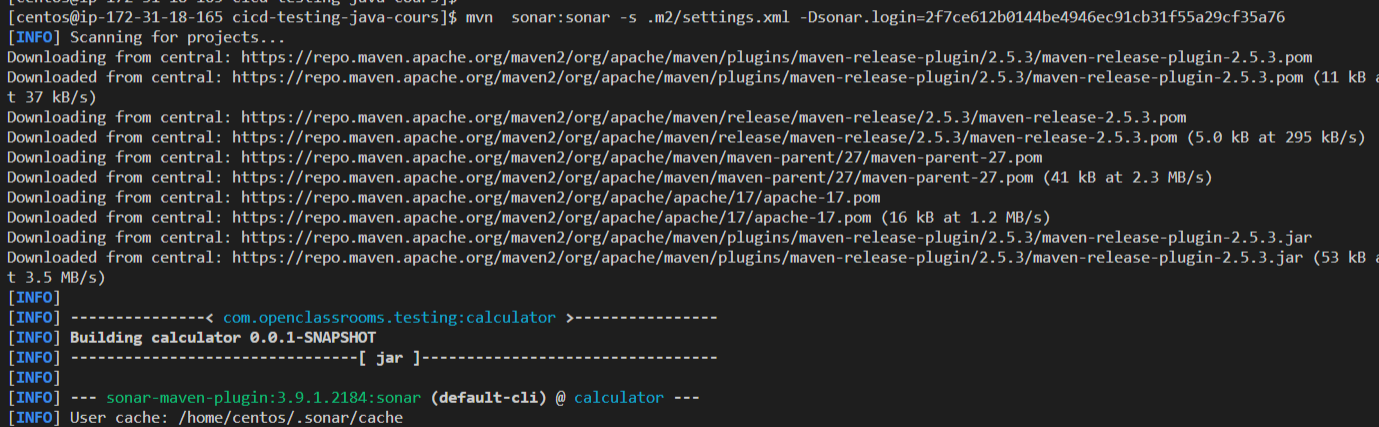 [centos@ip-172-31-18-165 cicd-testing-java-cours]$ mvn  sonar:sonar -s .m2/settings.xml -Dsonar.login=2f7ce612b0144be4946ec91cb31f55a29cf35a76
[INFO] Scanning for projects...
Downloading from central: https://repo.maven.apache.org/maven2/org/apache/maven/plugins/maven-release-plugin/2.5.3/maven-release-plugin-2.5.3.pom
Downloaded from central: https://repo.maven.apache.org/maven2/org/apache/maven/plugins/maven-release-plugin/2.5.3/maven-release-plugin-2.5.3.pom (11 kB a
t 37 kB/s)
Downloading from central: https://repo.maven.apache.org/maven2/org/apache/maven/release/maven-release/2.5.3/maven-release-2.5.3.pom
Downloaded from central: https://repo.maven.apache.org/maven2/org/apache/maven/release/maven-release/2.5.3/maven-release-2.5.3.pom (5.0 kB at 295 kB/s)
Downloading from central: https://repo.maven.apache.org/maven2/org/apache/maven/maven-parent/27/maven-parent-27.pom
Downloaded from central: https://repo.maven.apache.org/maven2/org/apache/maven/maven-parent/27/maven-parent-27.pom (41 kB at 2.3 MB/s)
Downloading from central: https://repo.maven.apache.org/maven2/org/apache/apache/17/apache-17.pom
Downloaded from central: https://repo.maven.apache.org/maven2/org/apache/apache/17/apache-17.pom (16 kB at 1.2 MB/s)
Downloading from central: https://repo.maven.apache.org/maven2/org/apache/maven/plugins/maven-release-plugin/2.5.3/maven-release-plugin-2.5.3.jar
Downloaded from central: https://repo.maven.apache.org/maven2/org/apache/maven/plugins/maven-release-plugin/2.5.3/maven-release-plugin-2.5.3.jar (53 kB a
t 3.5 MB/s)
[INFO]
[INFO] ---------------< com.openclassrooms.testing:calculator >----------------
[INFO] Building calculator 0.0.1-SNAPSHOT
[INFO] --------------------------------[ jar ]---------------------------------
[INFO]
[INFO] --- sonar-maven-plugin:3.9.1.2184:sonar (default-cli) @ calculator ---
[INFO] User cache: /home/centos/.sonar/cache